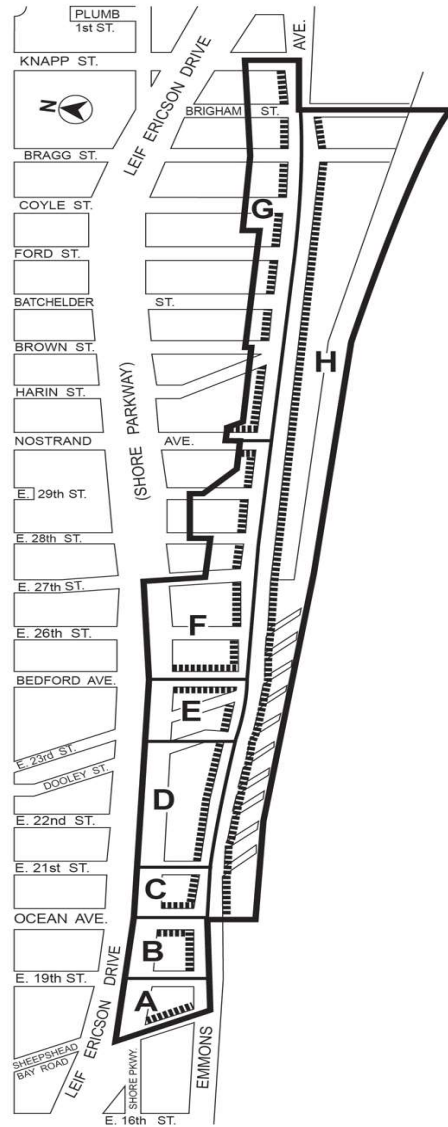 PLUMB
1st ST.
KNAPP ST.
AVE.
LEIF ERICSON DRIVE
N
BRIGHAM ST.
BRAGG ST.
COYLE ST.
G
FORD ST.
BATCHELDER ST.
BROWN ST.
H
(SHORE PARKWAY)
HARIN ST.
NOSTRAND AVE.
E. 29th ST.
E. 28th ST.
E. 27th ST.
F
E. 26th ST.
BEDFORD AVE.
E
E. 23rd ST.
DOOLEY ST.
D
E. 22nd ST.
E. 21st ST.
C
OCEAN AVE.
B
E. 19th ST.
A
LEIF ERICSON DRIVE
SHEEPSHEAD
BAY ROAD
SHORE PKWY.
EMMONS
E. 16th ST.